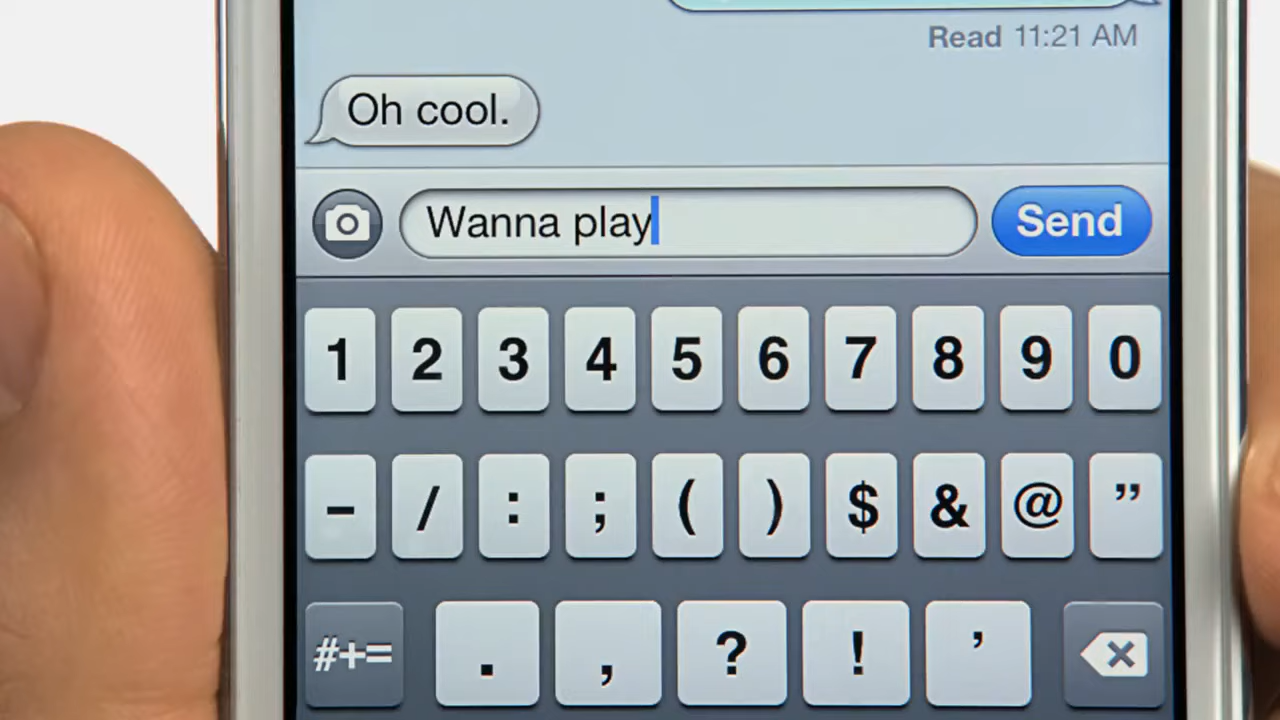 Read 11:21 AM
Oh cool.
Wanna play
Send
1 2 3 4 5 6 7 8 9 0
- / : ; ( ) $ & @ ”
#+= . , ? ! ’